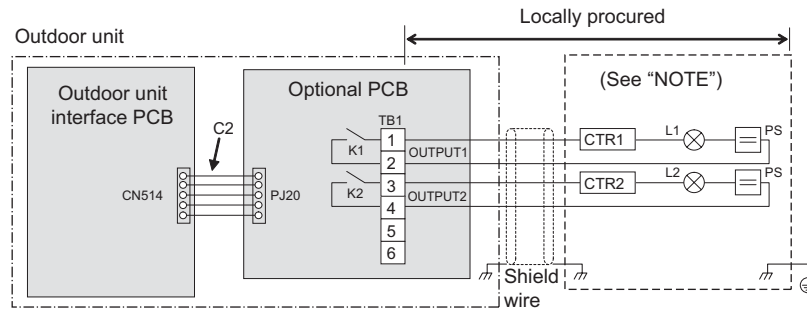 Locally procured
Outdoor unit
Outdoor unit
interface PCB
Optional PCB
(See “NOTE”)
C2
TB1
K1
1
2
OUTPUT1
CTR1
L1
PS
K2
3
4
OUTPUT2
CTR2
L2
PS
CN514
PJ20
5
6
Shield
wire